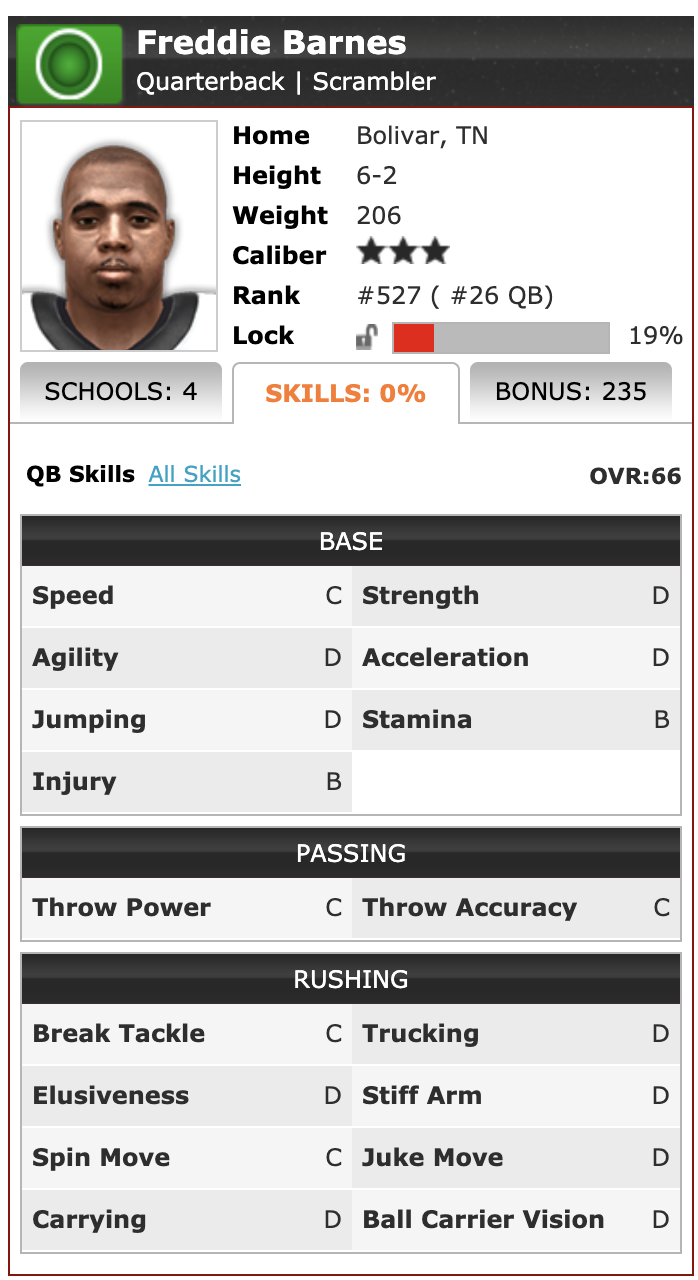 Freddie Barnes
Quarterback | Scrambler
Home Bolivar, TN
Height 6-2
Weight 206
Caliber
Rank #527 ( #26 QB)
Lock 19%
SCHOOLS: 4 SKILLS: 0% BONUS: 235
QB Skills All Skills OVR:66
BASE
Speed C Strength D
Agility D Acceleration D
Jumping D Stamina B
Injury B
PASSING
Throw Power C Throw Accuracy C
RUSHING
Break Tackle C Trucking D
Elusiveness D Stiff Arm D
Spin Move C Juke Move D
Carrying D Ball Carrier Vision D